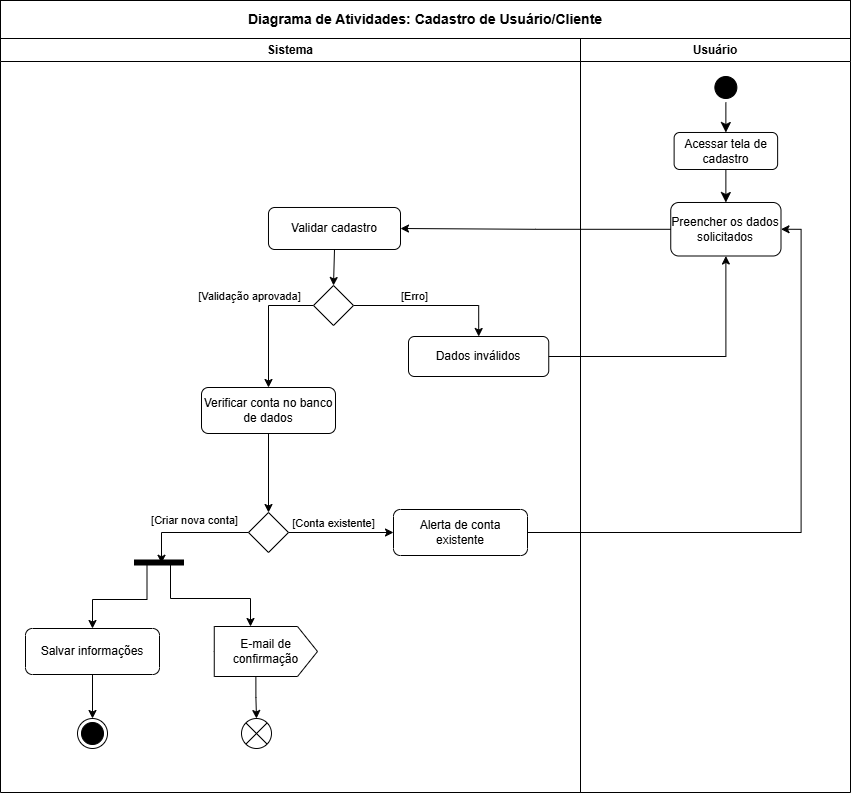 Diagrama de Atividades: Cadastro de Usuário/Cliente
Sistema
Usuário
Acessar tela de
cadastro
Preencher os dados
solicitados
Validar cadastro
[Validação aprovada]
[Erro]
Dados inválidos
Verificar conta no banco
de dados
[Criar nova conta]
[Conta existente]
Alerta de conta
existente
Salvar informações
E-mail de
confirmação